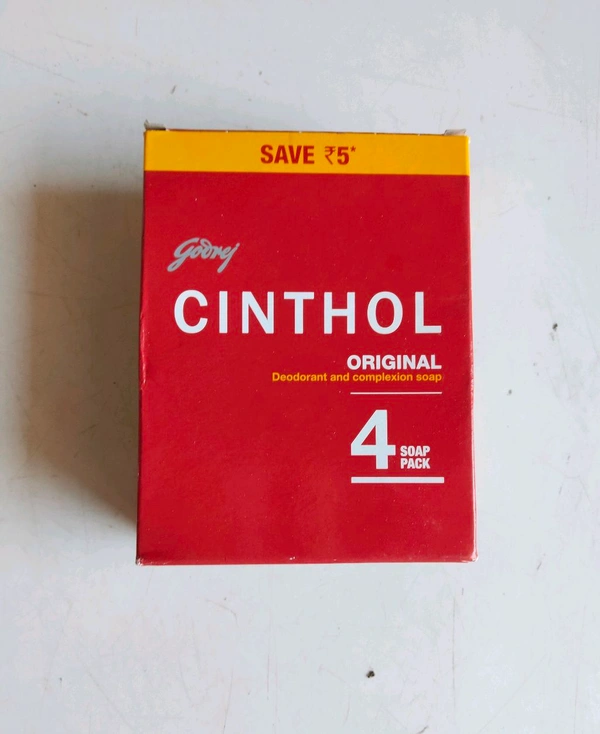 SAVE ₹5*
Godrej
CINTHOL
ORIGINAL
Deodorant and complexion soap
4 SOAP
PACK